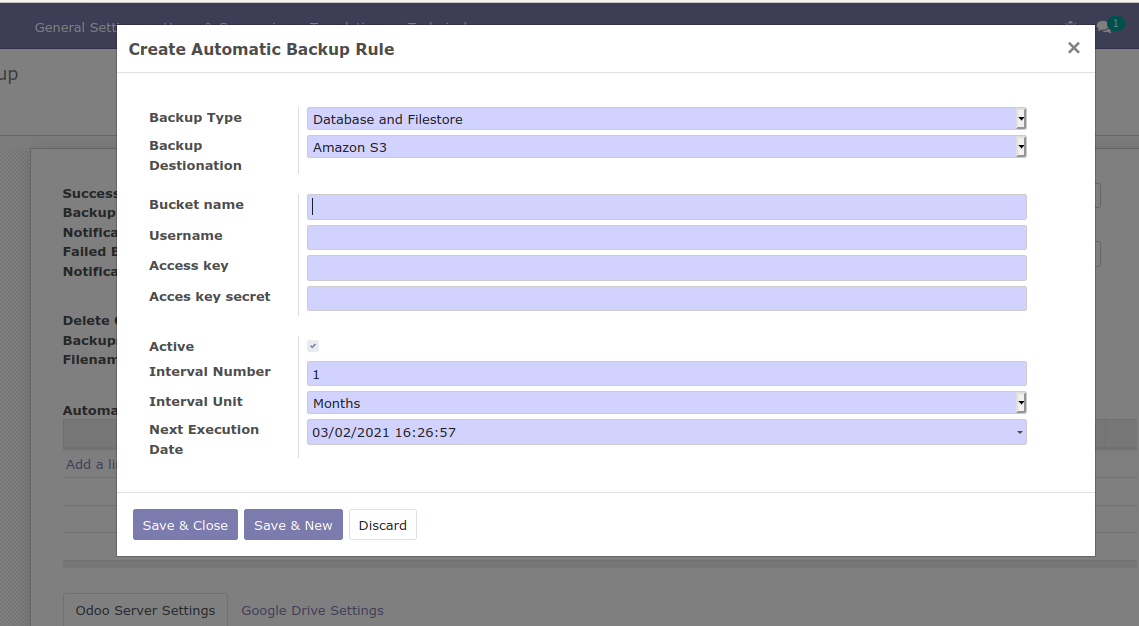 General Sett
1
up
Create Automatic Backup Rule
×
Backup Type
Database and Filestore
Backup
Destionation
Amazon S3
Bucket name
Username
Access key
Acces key secret
Active
Interval Number
1
Interval Unit
Months
Next Execution
Date
03/02/2021 16:26:57
Save & Close
Save & New
Discard
Success
Backup
Notifica
Failed B
Notifica
Delete
Backup
Filenam
Automa
Add a li
Odoo Server Settings
Google Drive Settings